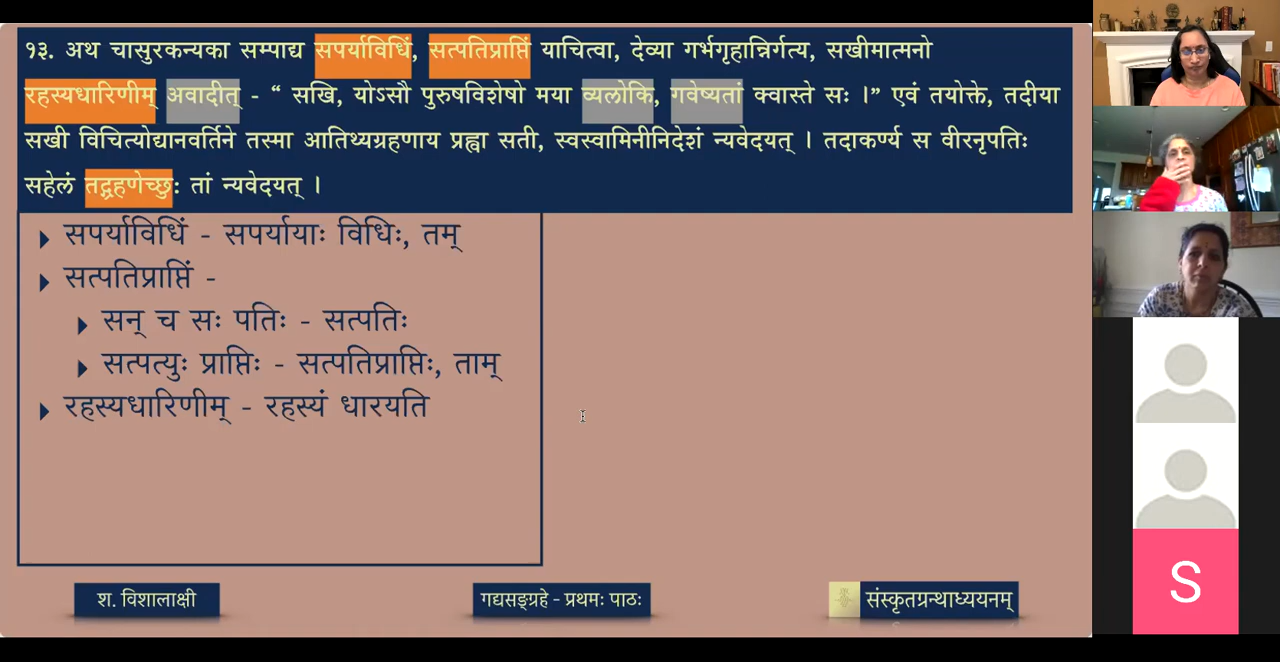 १३. अथ चासुरकन्यका सम्पाद्य सपर्याविधिं, सत्पतिप्राप्तिं याचित्वा, देव्या गर्भगृहान्निर्गत्य, सखीमात्मनो
रहस्यधारिणीम् अवादीत् - “ सखि, योऽसौ पुरुषविशेषो मया व्यलोकि, गवेष्यतां क्वास्ते सः ।” एवं तयोक्ते, तदीया
सखी विचित्योद्यानवर्तिने तस्मा आतिथ्यग्रहणाय प्रह्वा सती, स्वस्वामिनीनिदेशं न्यवेदयत् । तदाकर्ण्य स वीरनृपतिः
सहेलं तद्ग्रहणेच्छुः तां न्यवेदयत् ।
सपर्याविधिं - सपर्यायाः विधिः, तम्
सत्पतिप्राप्तिं -
सन् च सः पतिः - सत्पतिः
सत्पत्युः प्राप्तिः - सत्पतिप्राप्तिः, ताम्
रहस्यधारिणीम् - रहस्यं धारयति
श. विशालाक्षी
गद्यसङ्ग्रहे - प्रथमः पाठः
संस्कृतग्रन्थाध्ययनम्
S